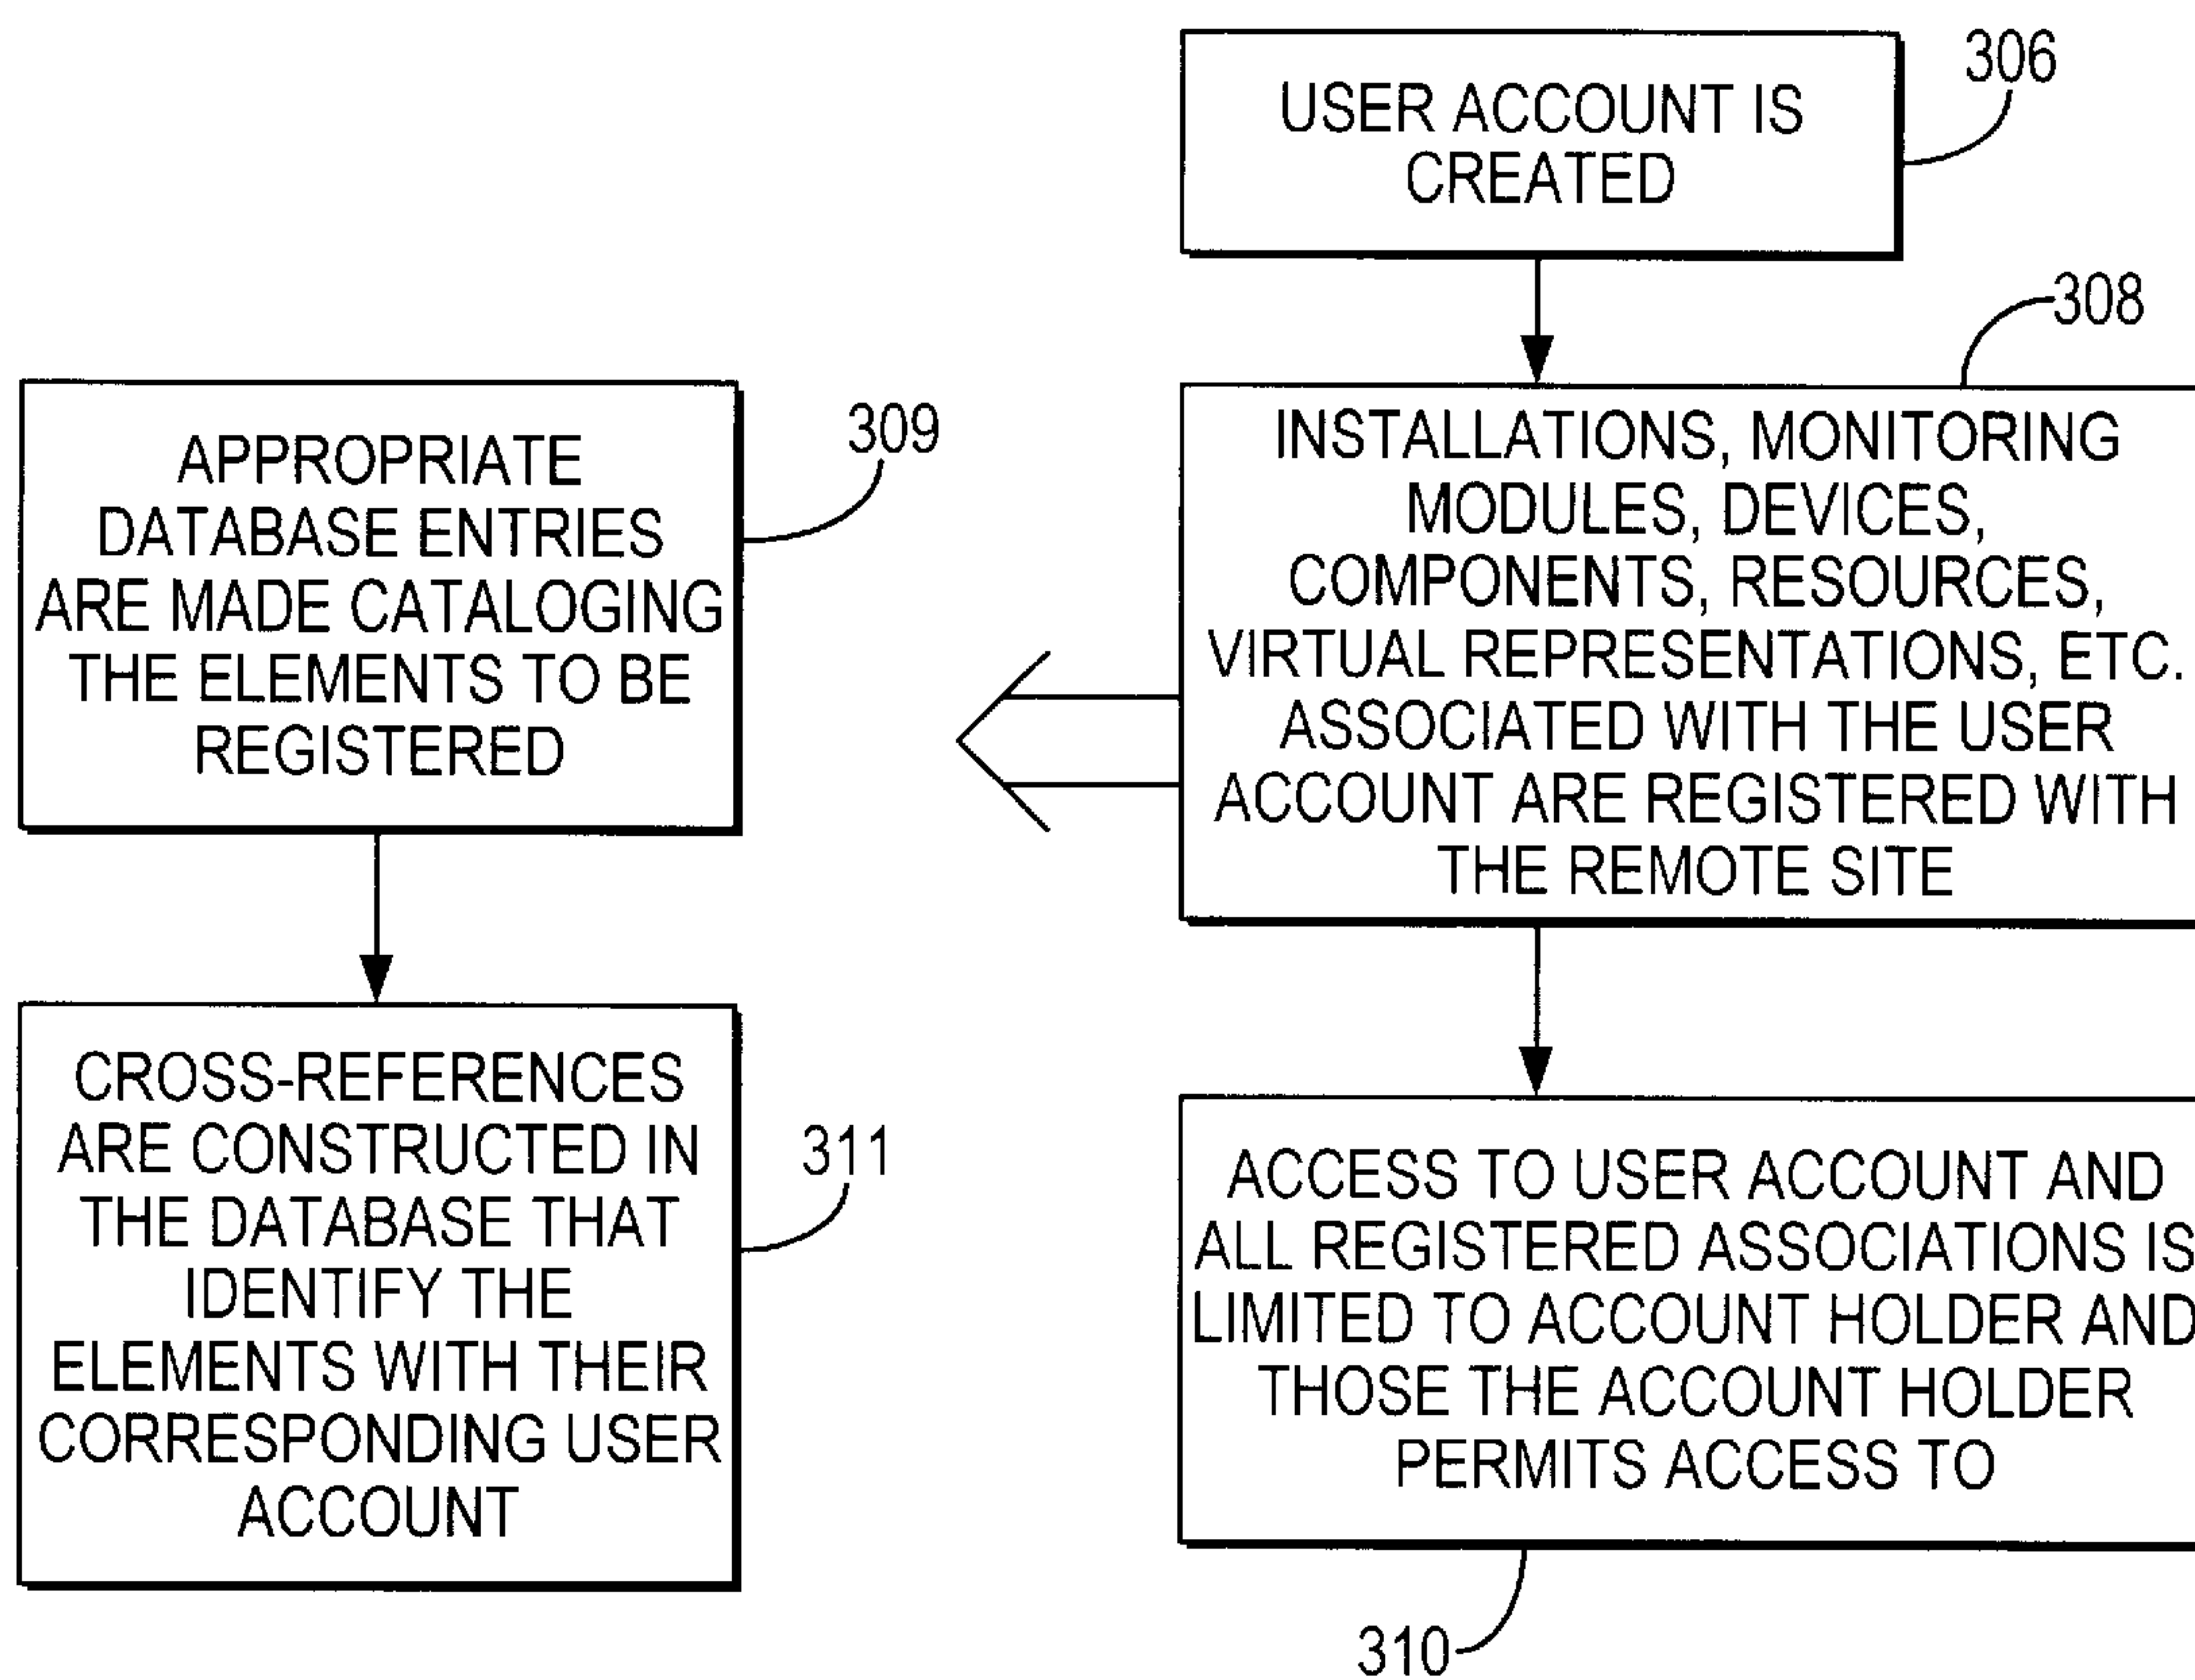 USER ACCOUNT IS
CREATED
306
INSTALLATIONS, MONITORING
MODULES, DEVICES,
COMPONENTS, RESOURCES,
VIRTUAL REPRESENTATIONS, ETC.
ASSOCIATED WITH THE USER
ACCOUNT ARE REGISTERED WITH
THE REMOTE SITE
308
APPROPRIATE
DATABASE ENTRIES
ARE MADE CATALOGING
THE ELEMENTS TO BE
REGISTERED
309
CROSS-REFERENCES
ARE CONSTRUCTED IN
THE DATABASE THAT
IDENTIFY THE
ELEMENTS WITH THEIR
CORRESPONDING USER
ACCOUNT
311
ACCESS TO USER ACCOUNT AND
ALL REGISTERED ASSOCIATIONS IS
LIMITED TO ACCOUNT HOLDER AND
THOSE THE ACCOUNT HOLDER
PERMITS ACCESS TO
310